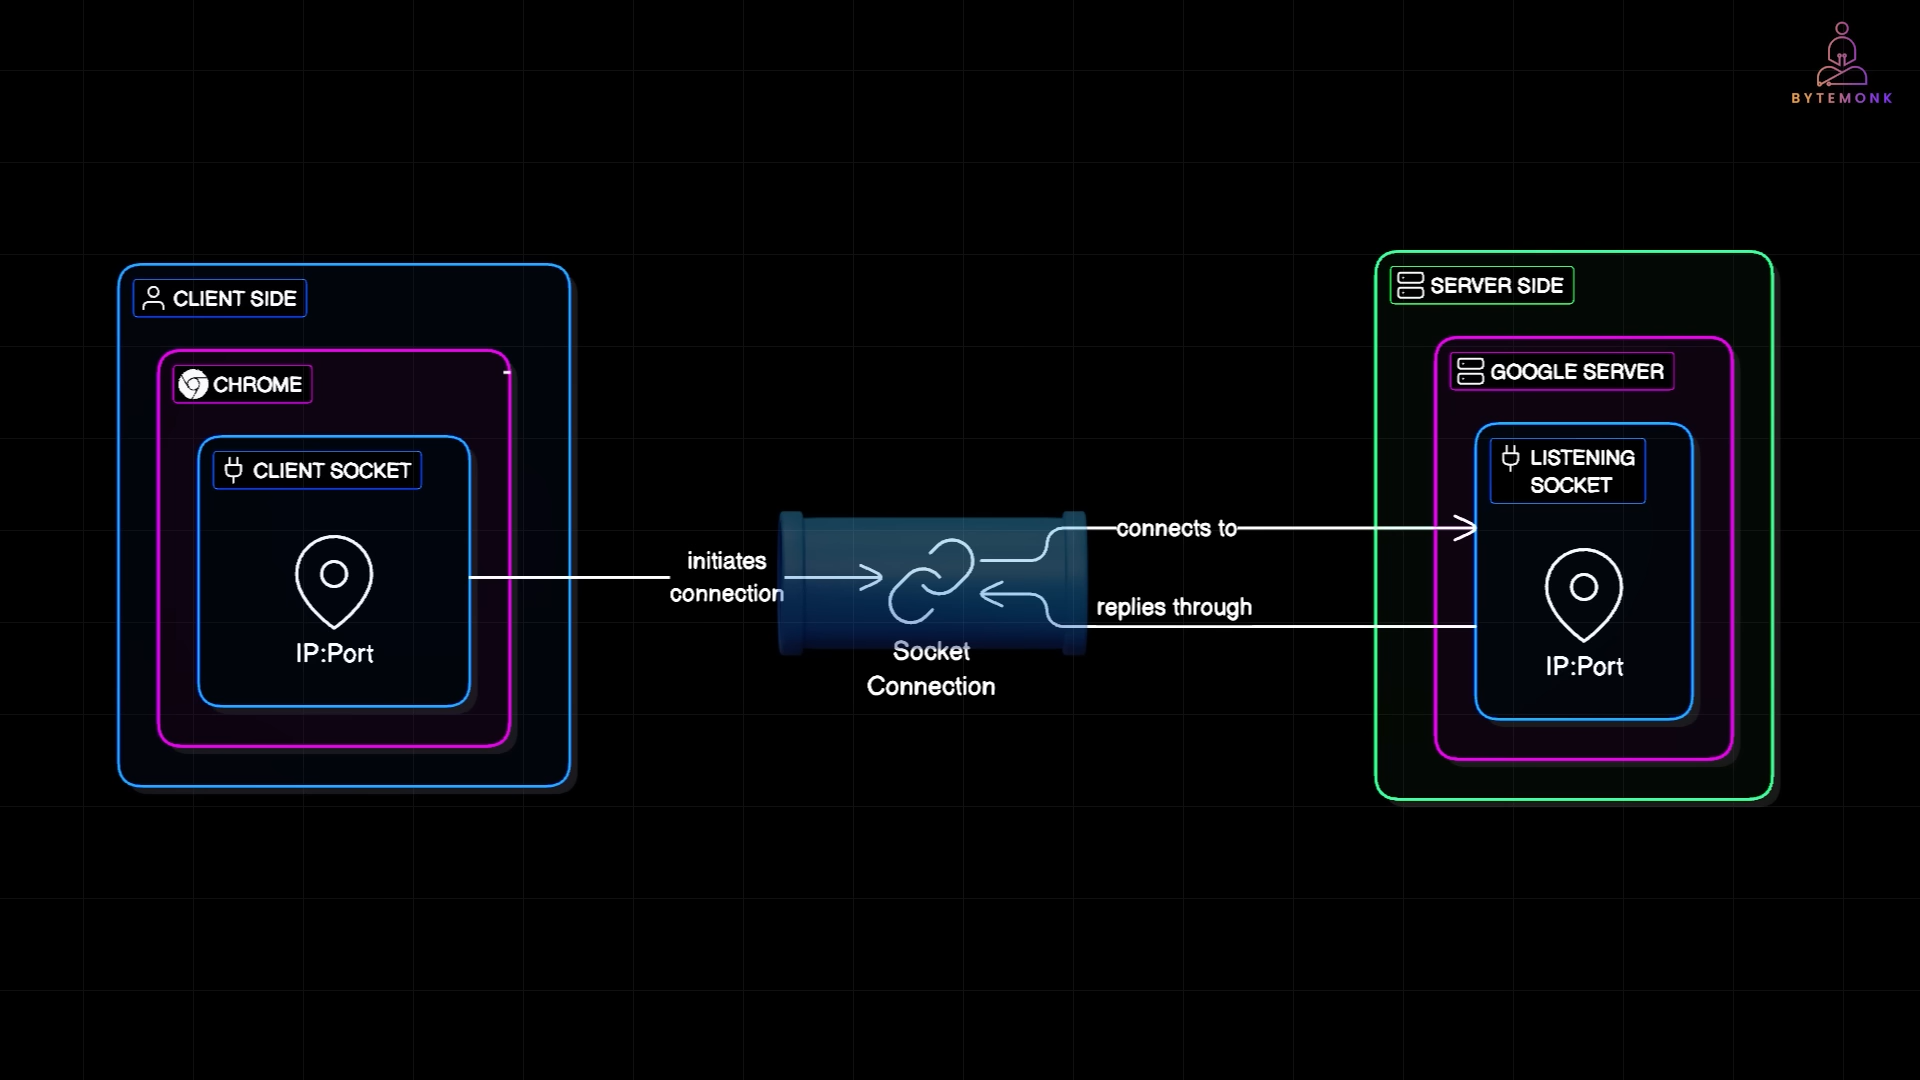 BYTEMONK
CLIENT SIDE
CHROME
CLIENT SOCKET
IP:Port
initiates
connection
Socket
Connection
connects to
replies through
SERVER SIDE
GOOGLE SERVER
LISTENING
SOCKET
IP:Port